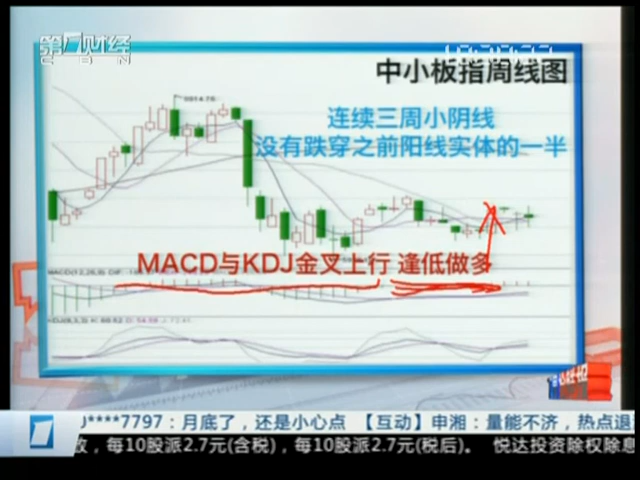 第1财经
CBN
中小板指周线图
连续三周小阴线
没有跌穿之前阳线实体的一半
MACD与KDJ金叉上行 逢低做多
****7797：月底了，还是小心点 【互动】申湘：量能不济，热点退
每10股派2.7元(含税)，每10股派2.7元(税后)。 悦达投资除权除息